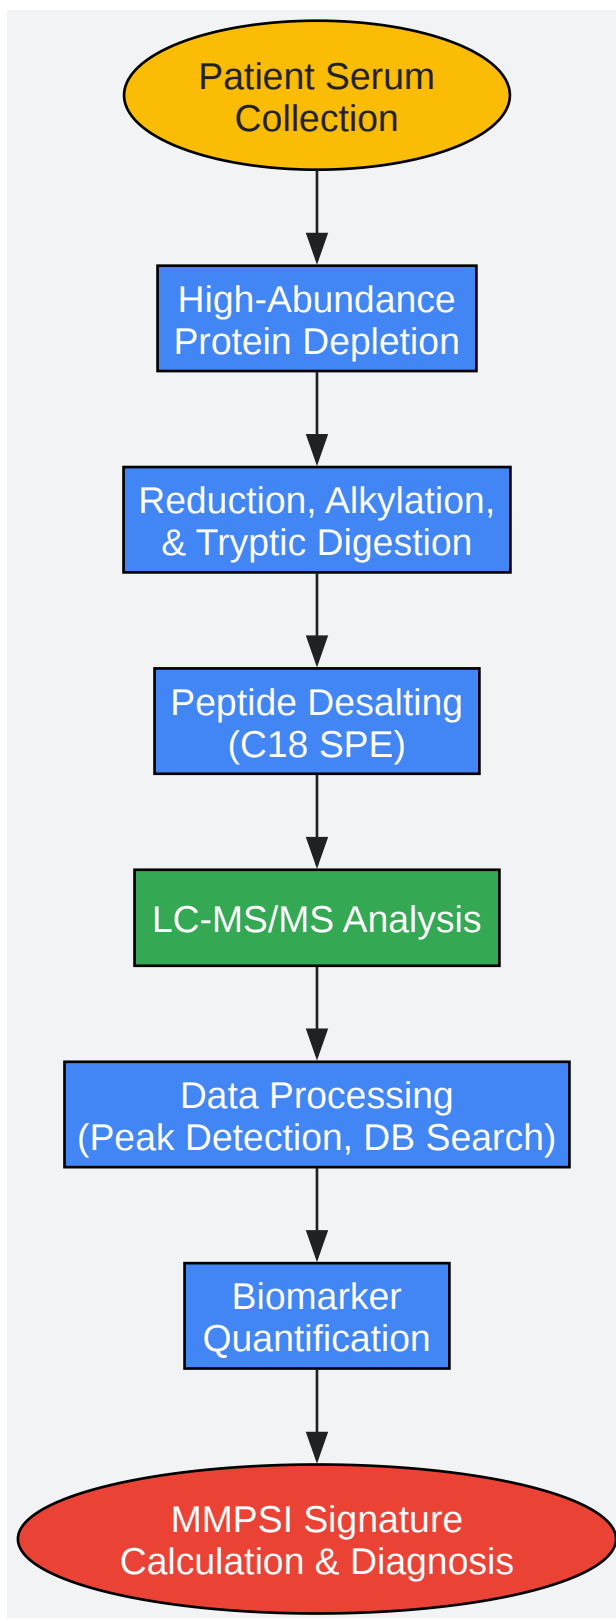 Patient Serum
Collection
High-Abundance
Protein Depletion
Reduction, Alkylation,
& Tryptic Digestion
Peptide Desalting
(C18 SPE)
LC-MS/MS Analysis
Data Processing
(Peak Detection, DB Search)
Biomarker
Quantification
MMPSI Signature
Calculation & Diagnosis